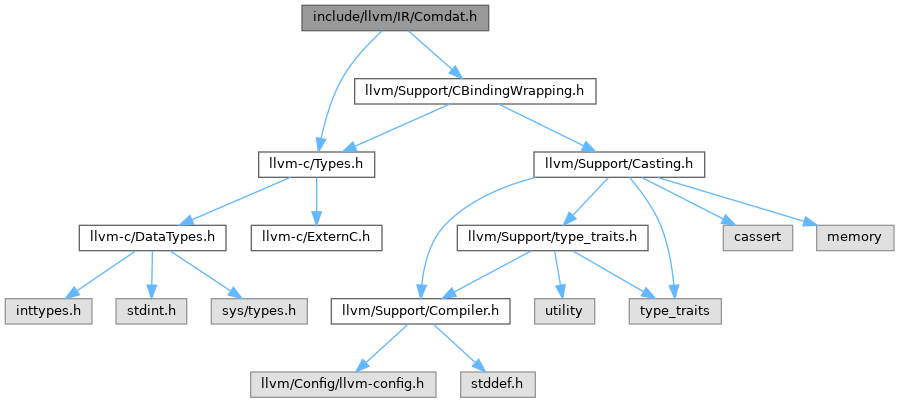 include/llvm/IR/Comdat.h
llvm/Support/CBindingWrapping.h
llvm-c/Types.h
llvm/Support/Casting.h
llvm-c/DataTypes.h
llvm-c/ExternC.h
llvm/Support/type_traits.h
cassert
memory
inttypes.h
stdint.h
sys/types.h
llvm/Support/Compiler.h
utility
type_traits
llvm/Config/llvm-config.h
stddef.h